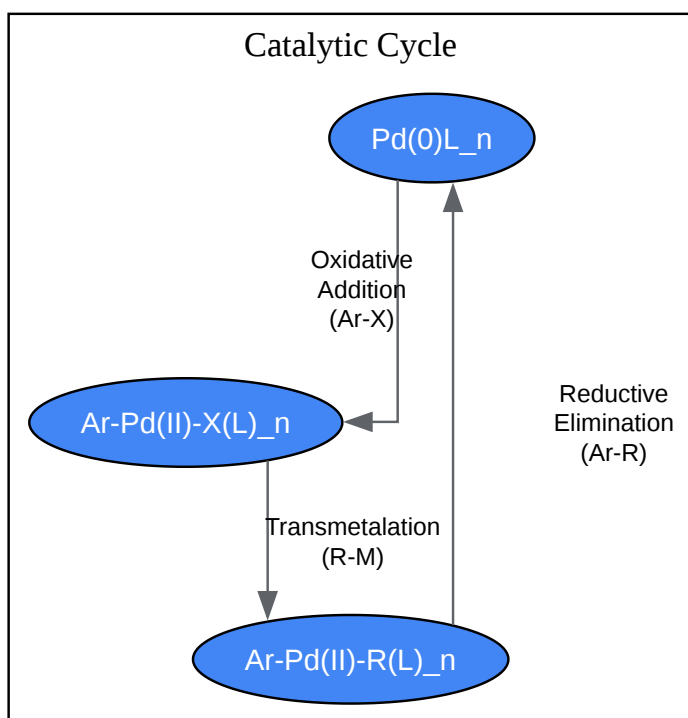 Catalytic Cycle
Pd(0)L_n
Oxidative
Addition
(Ar-X)
Ar-Pd(II)-X(L)_n
Reductive
Elimination
(Ar-R)
Transmetalation
(R-M)
Ar-Pd(II)-R(L)_n